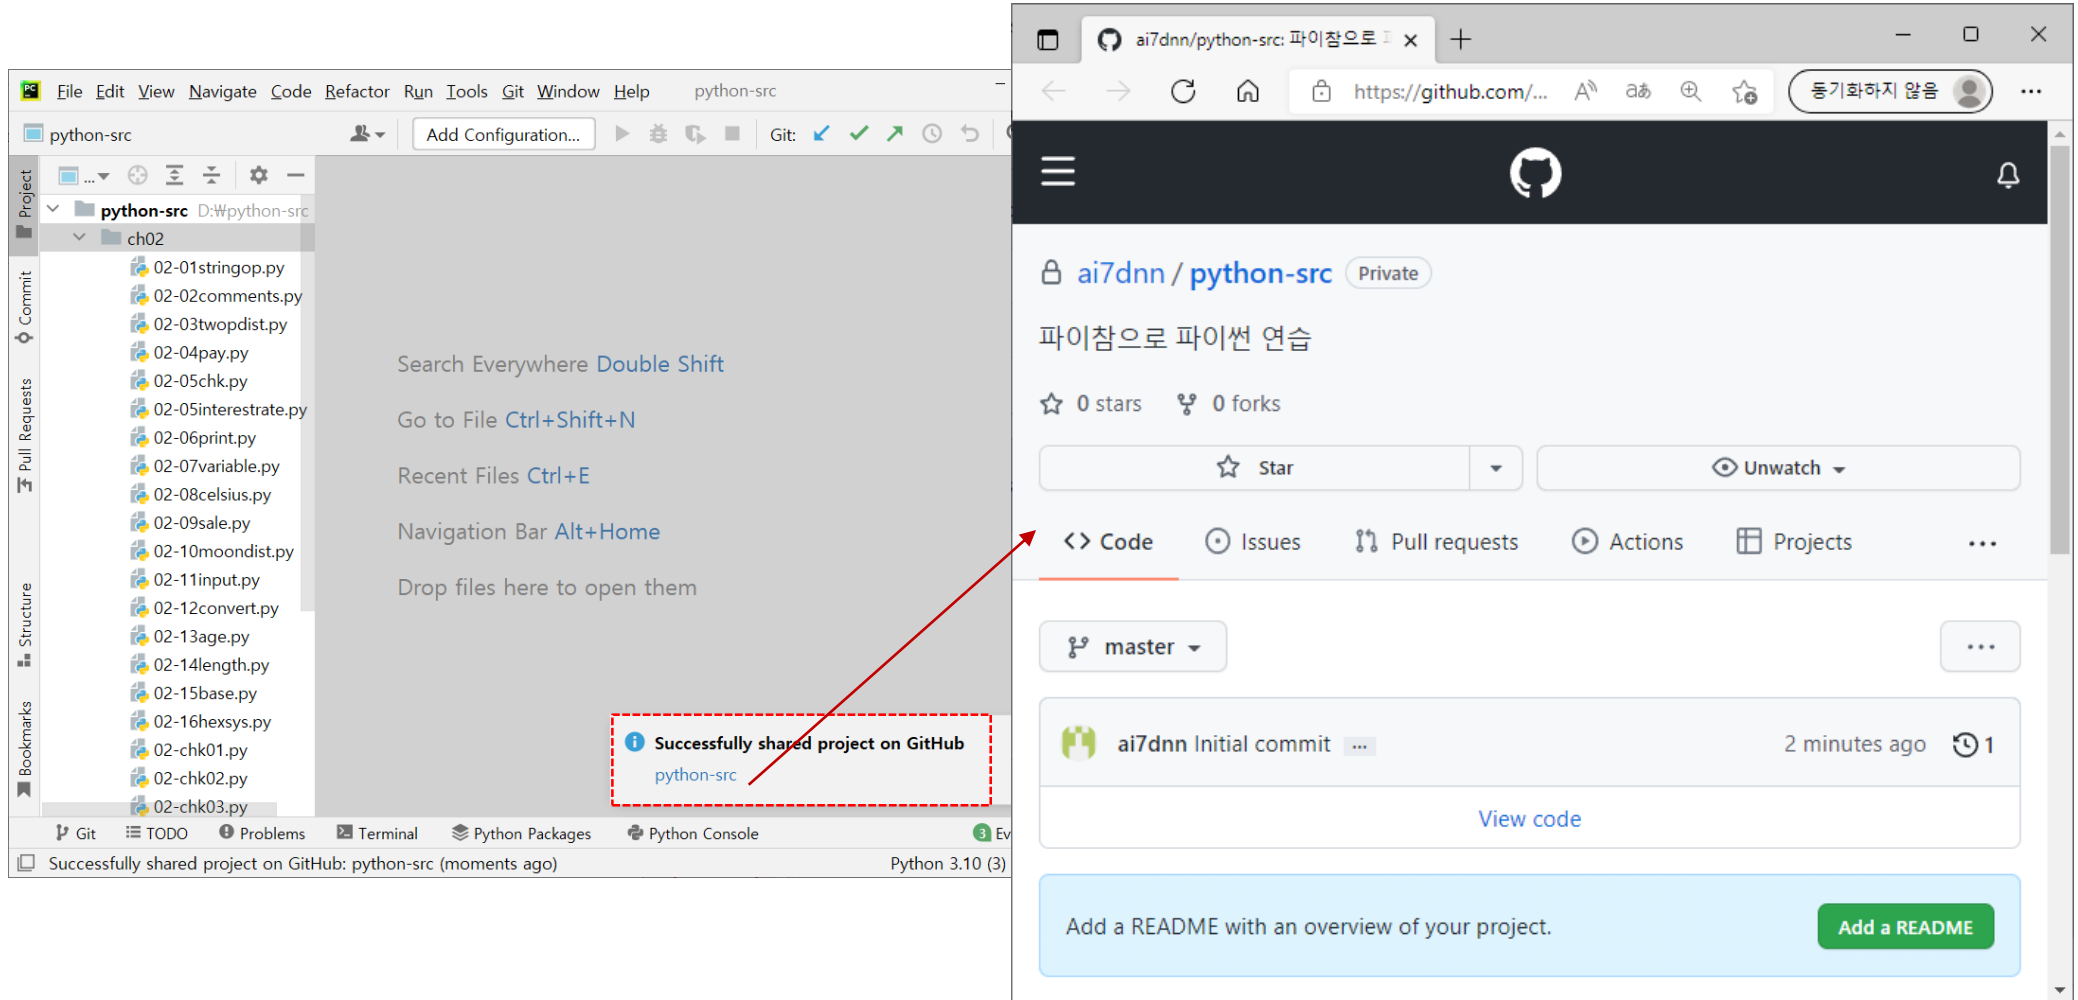 File Edit View Navigate Code Refactor Run Tools Git Window Help python-src
python-src Add Configuration... Git:
Project
Commit
Pull Requests
Structure
Bookmarks
...
python-src D:\python-src
ch02
02-01stringop.py
02-02comments.py
02-03twopdist.py
02-04pay.py
02-05chk.py
02-05interestrate.py
02-06print.py
02-07variable.py
02-08celsius.py
02-09sale.py
02-10moondist.py
02-11input.py
02-12convert.py
02-13age.py
02-14length.py
02-15base.py
02-16hexsys.py
02-chk01.py
02-chk02.py
02-chk03.py
Search Everywhere Double Shift
Go to File Ctrl+Shift+N
Recent Files Ctrl+E
Navigation Bar Alt+Home
Drop files here to open them
Successfully shared project on GitHub
python-src
Git TODO Problems Terminal Python Packages Python Console 3 Ev
Successfully shared project on GitHub: python-src (moments ago) Python 3.10 (3)
ai7dnn/python-src: 파이참으로
https://github.com/... 동기화하지 않음
ai7dnn / python-src Private
파이참으로 파이썬 연습
0 stars 0 forks
Star Unwatch
Code Issues Pull requests Actions Projects ...
master ...
ai7dnn Initial commit ... 2 minutes ago 1
View code
Add a README with an overview of your project. Add a README